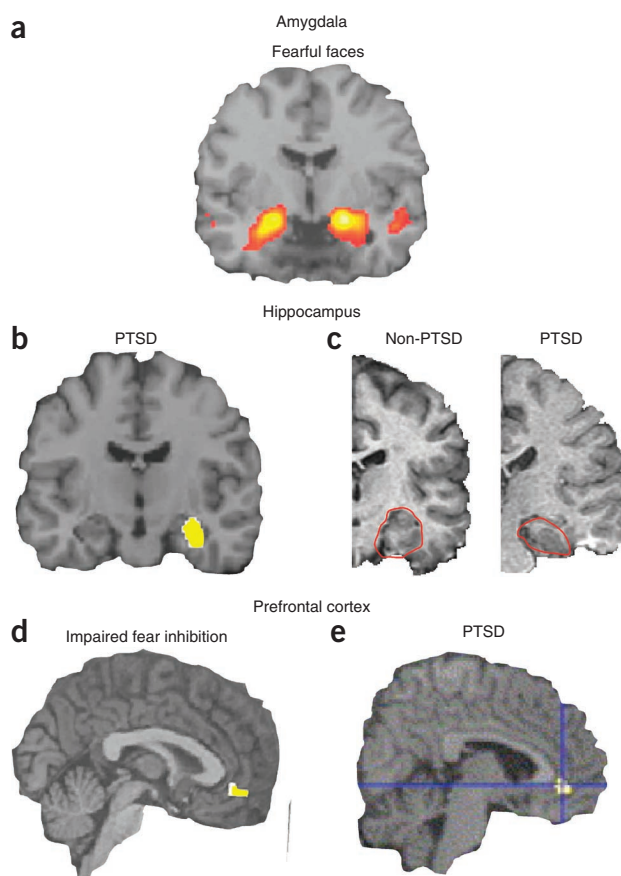 a
Amygdala
Fearful faces
Hippocampus
b
PTSD
c
Non-PTSD
PTSD
Prefrontal cortex
d
Impaired fear inhibition
e
PTSD